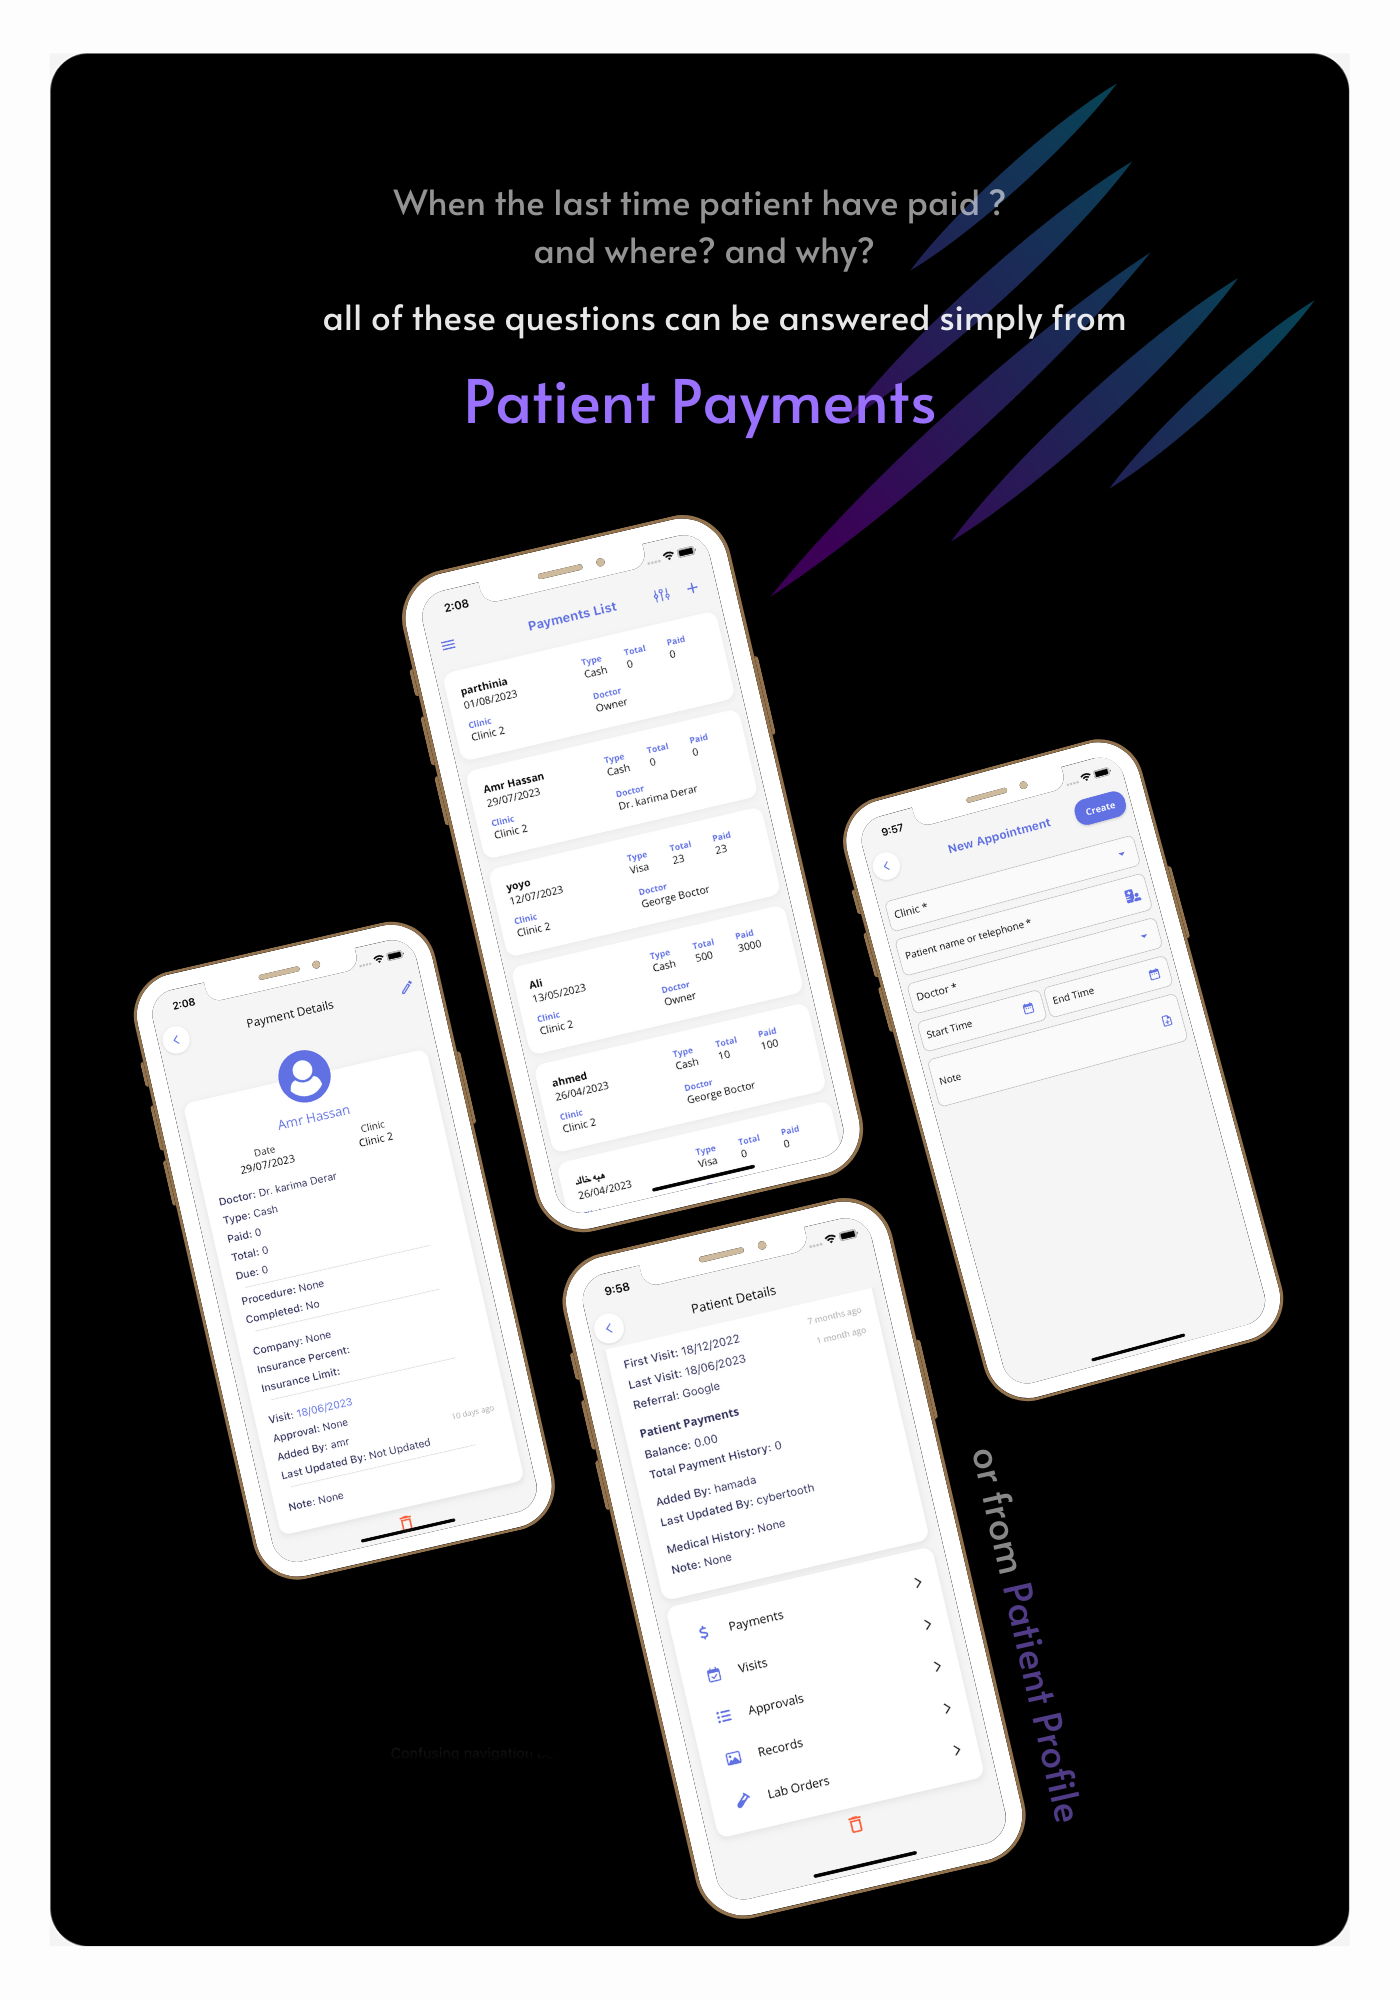 When the last time patient have paid ?
and where? and why?
all of these questions can be answered simply from
Patient Payments
2:08
Payments List
parthinia
01/08/2023
Type Total Paid
Cash 0 0
Clinic
Clinic 2
Doctor
Owner
Amr Hassan
29/07/2023
Type Total Paid
Cash 0 0
Clinic
Clinic 2
Doctor
Dr. karima Derar
yoyo
12/07/2023
Type Total Paid
Visa 23 23
Clinic
Clinic 2
Doctor
George Boctor
Ali
13/05/2023
Type Total Paid
Cash 500 3000
Clinic
Clinic 2
Doctor
Owner
ahmed
26/04/2023
Type Total Paid
Cash 10 100
Clinic
Clinic 2
Doctor
George Boctor
هبه خالد
26/04/2023
Type Total Paid
Visa 0 0
9:57
New Appointment
Create
Clinic *
Patient name or telephone *
Doctor *
Start Time
End Time
Note
2:08
Payment Details
Amr Hassan
Date
29/07/2023
Clinic
Clinic 2
Doctor: Dr. karima Derar
Type: Cash
Paid: 0
Total: 0
Due: 0
Procedure: None
Completed: No
Company: None
Insurance Percent:
Insurance Limit:
Visit: 18/06/2023
Approval: None
Added By: amr 10 days ago
Last Updated By: Not Updated
Note: None
9:58
Patient Details
First Visit: 18/12/2022 7 months ago
Last Visit: 18/06/2023 1 month ago
Referral: Google
Patient Payments
Balance: 0.00
Total Payment History: 0
Added By: hamada
Last Updated By: cybertooth
Medical History: None
Note: None
Payments
Visits
Approvals
Records
Lab Orders
or from Patient Profile
Confusing navigation